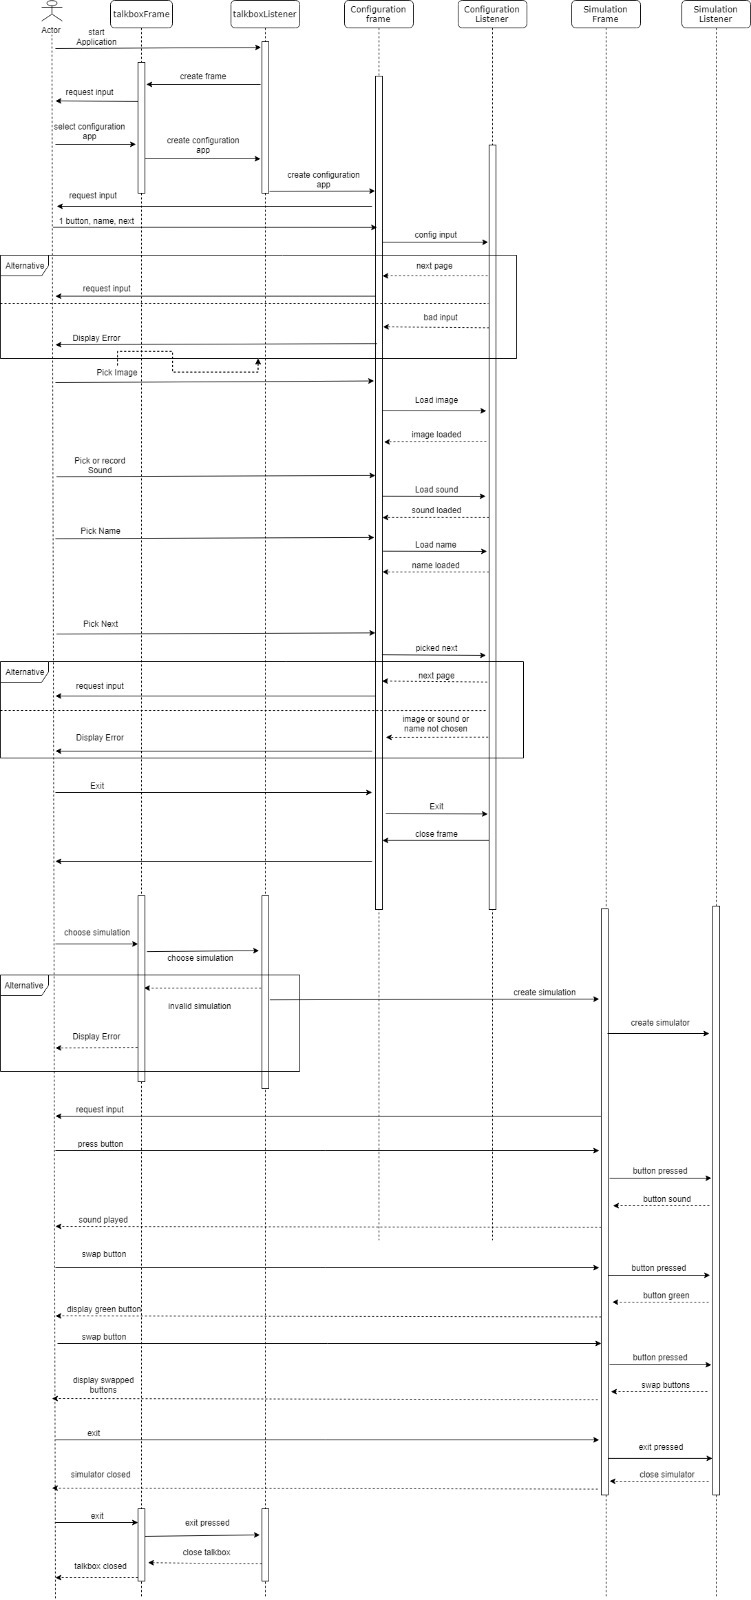 talkboxFrame
talkboxListener
Configuration
frame
Configuration
Listener
Simulation
Frame
Simulation
Listener
Actor
start
Application
create frame
request input
select configuration
app
create configuration
app
create configuration
app
request input
1 button, name, next
config input
Alternative
next page
request input
bad input
Display Error
Pick Image
Load image
image loaded
Pick or record
Sound
Load sound
sound loaded
Pick Name
Load name
name loaded
Pick Next
picked next
Alternative
next page
request input
image or sound or
name not chosen
Display Error
Exit
Exit
close frame
choose simulation
choose simulation
Alternative
create simulation
invalid simulation
create simulator
Display Error
request input
press button
button pressed
button sound
sound played
swap button
button pressed
button green
display green button
swap button
button pressed
display swapped
buttons
swap buttons
exit
exit pressed
simulator closed
close simulator
exit
exit pressed
close talkbox
talkbox closed